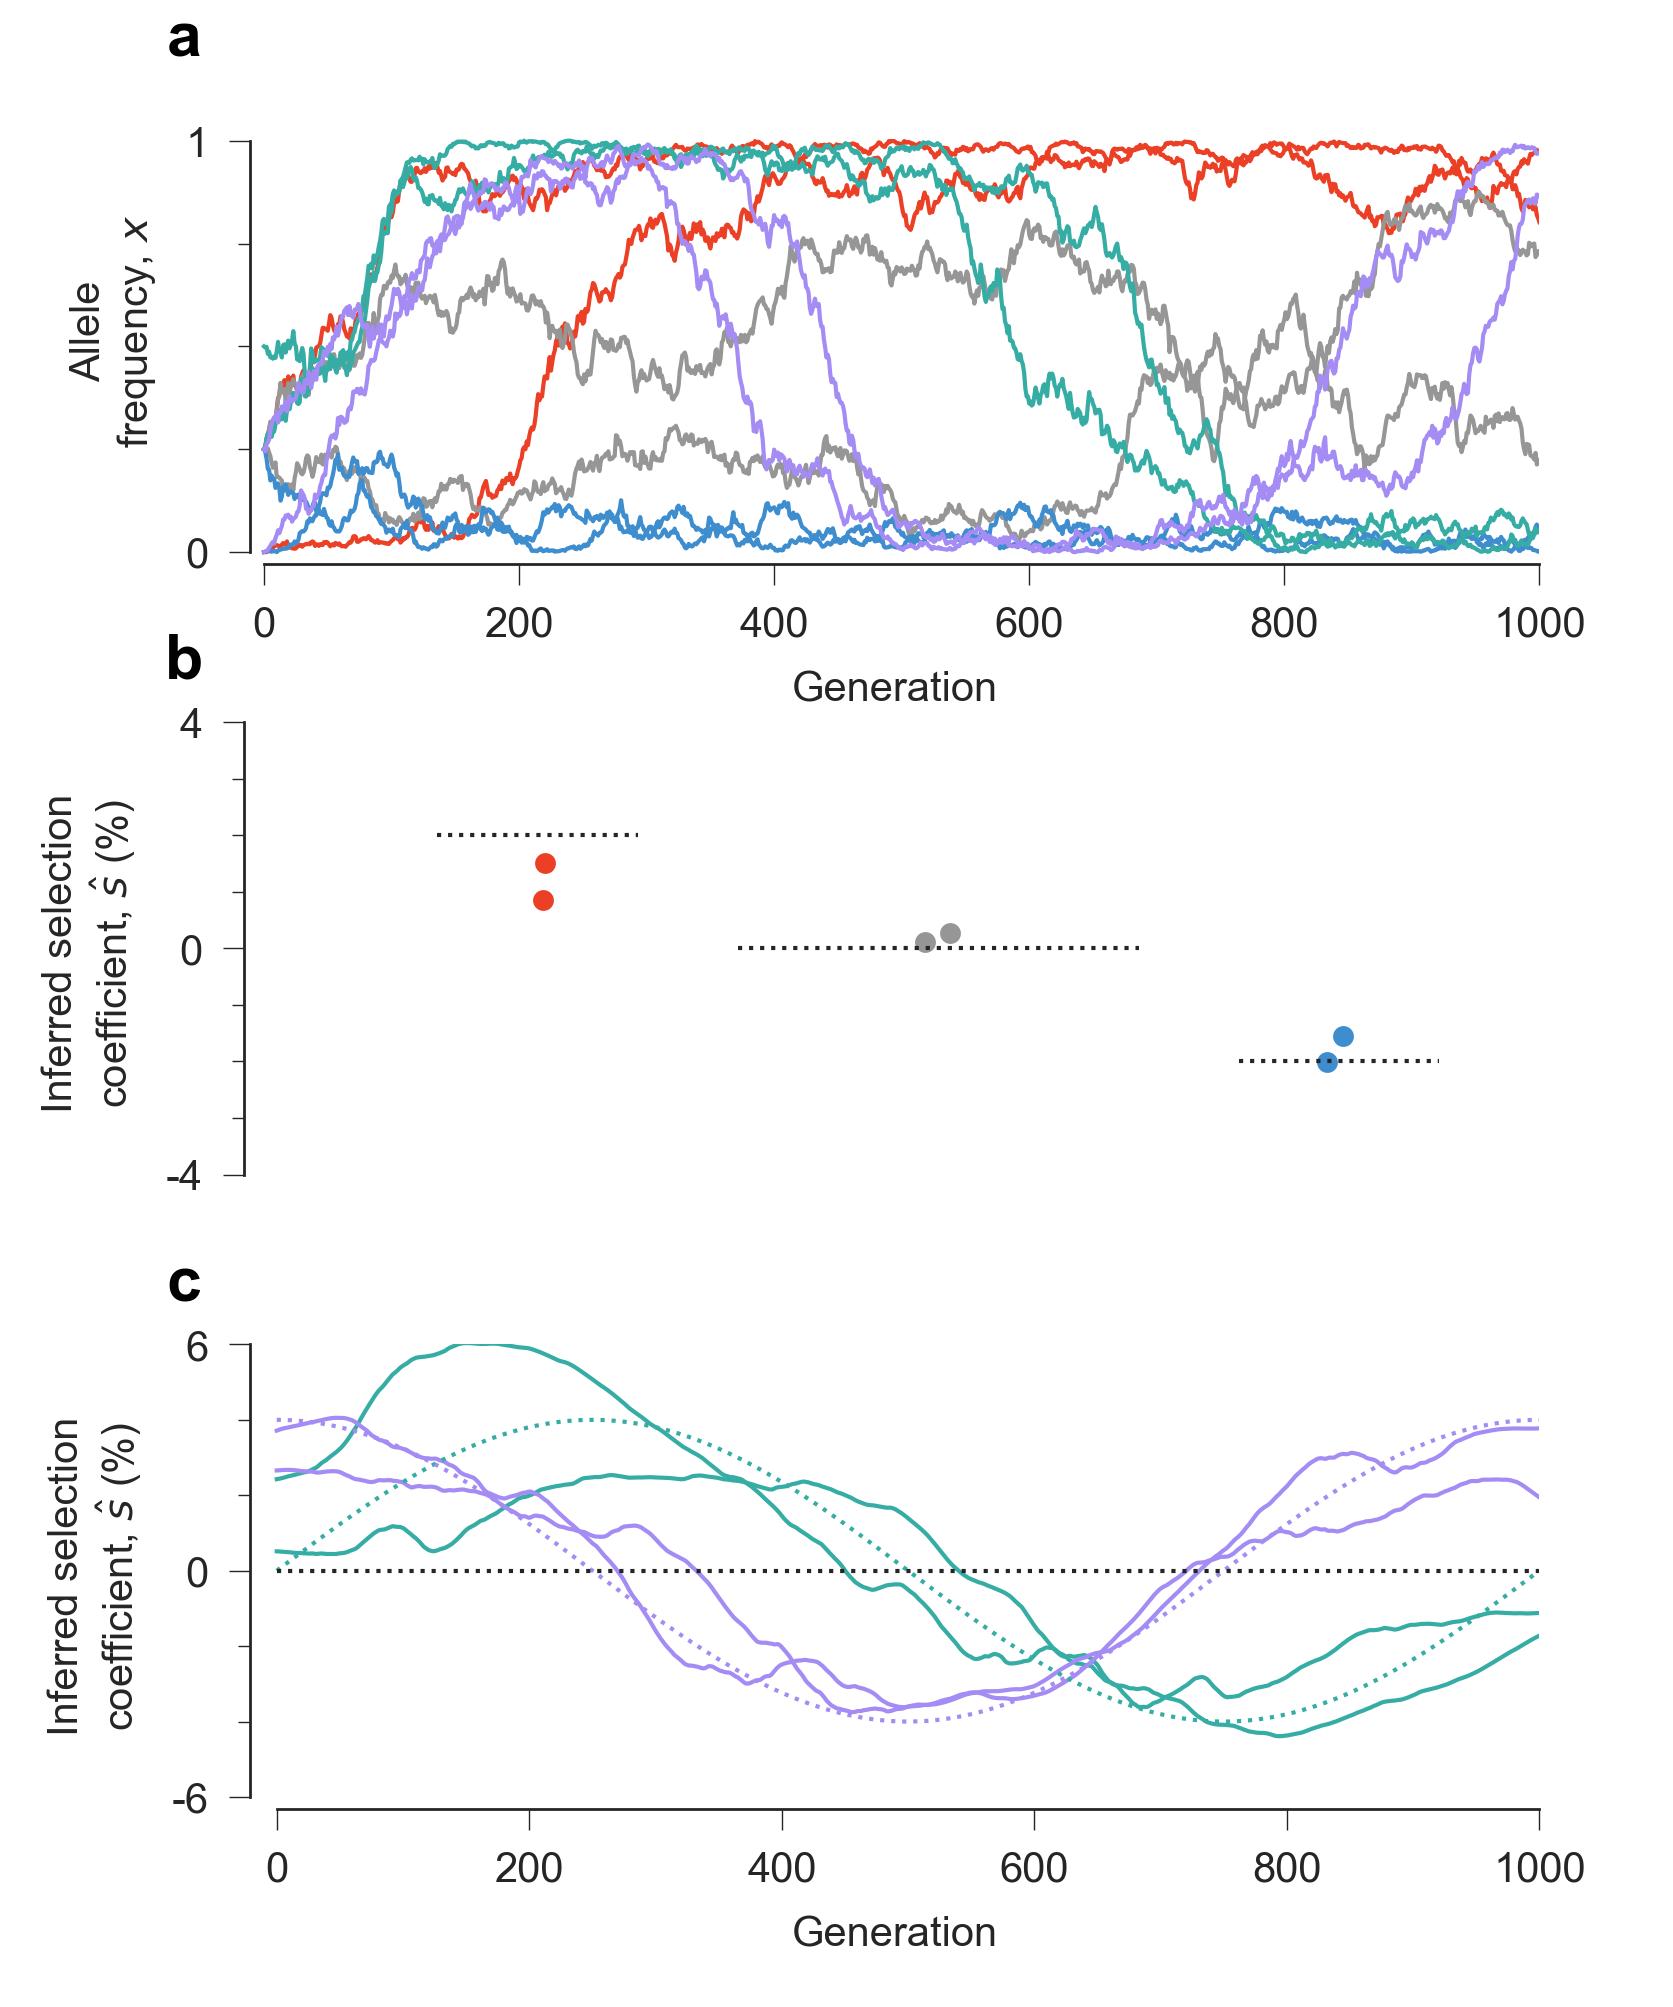 a
Allele
frequency, x
1
0
0 200 400 600 800 1000
Generation
b
Inferred selection
coefficient, ŝ (%)
4
0
-4
c
Inferred selection
coefficient, ŝ (%)
6
0
-6
0 200 400 600 800 1000
Generation